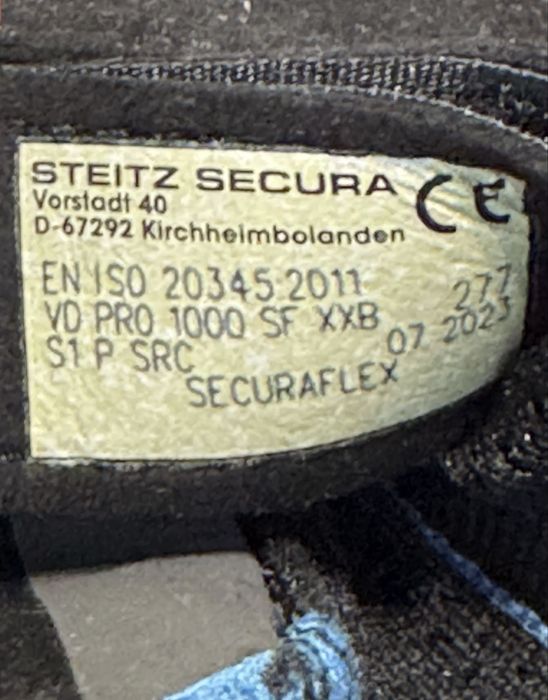 STEITZ SECURA CE
Vorstadt 40
D-67292 Kirchheimbolanden
EN ISO 20345:2011
277
VD PRO 1000 SF XXB
07 2023
S1 P SRC
SECURAFLEX